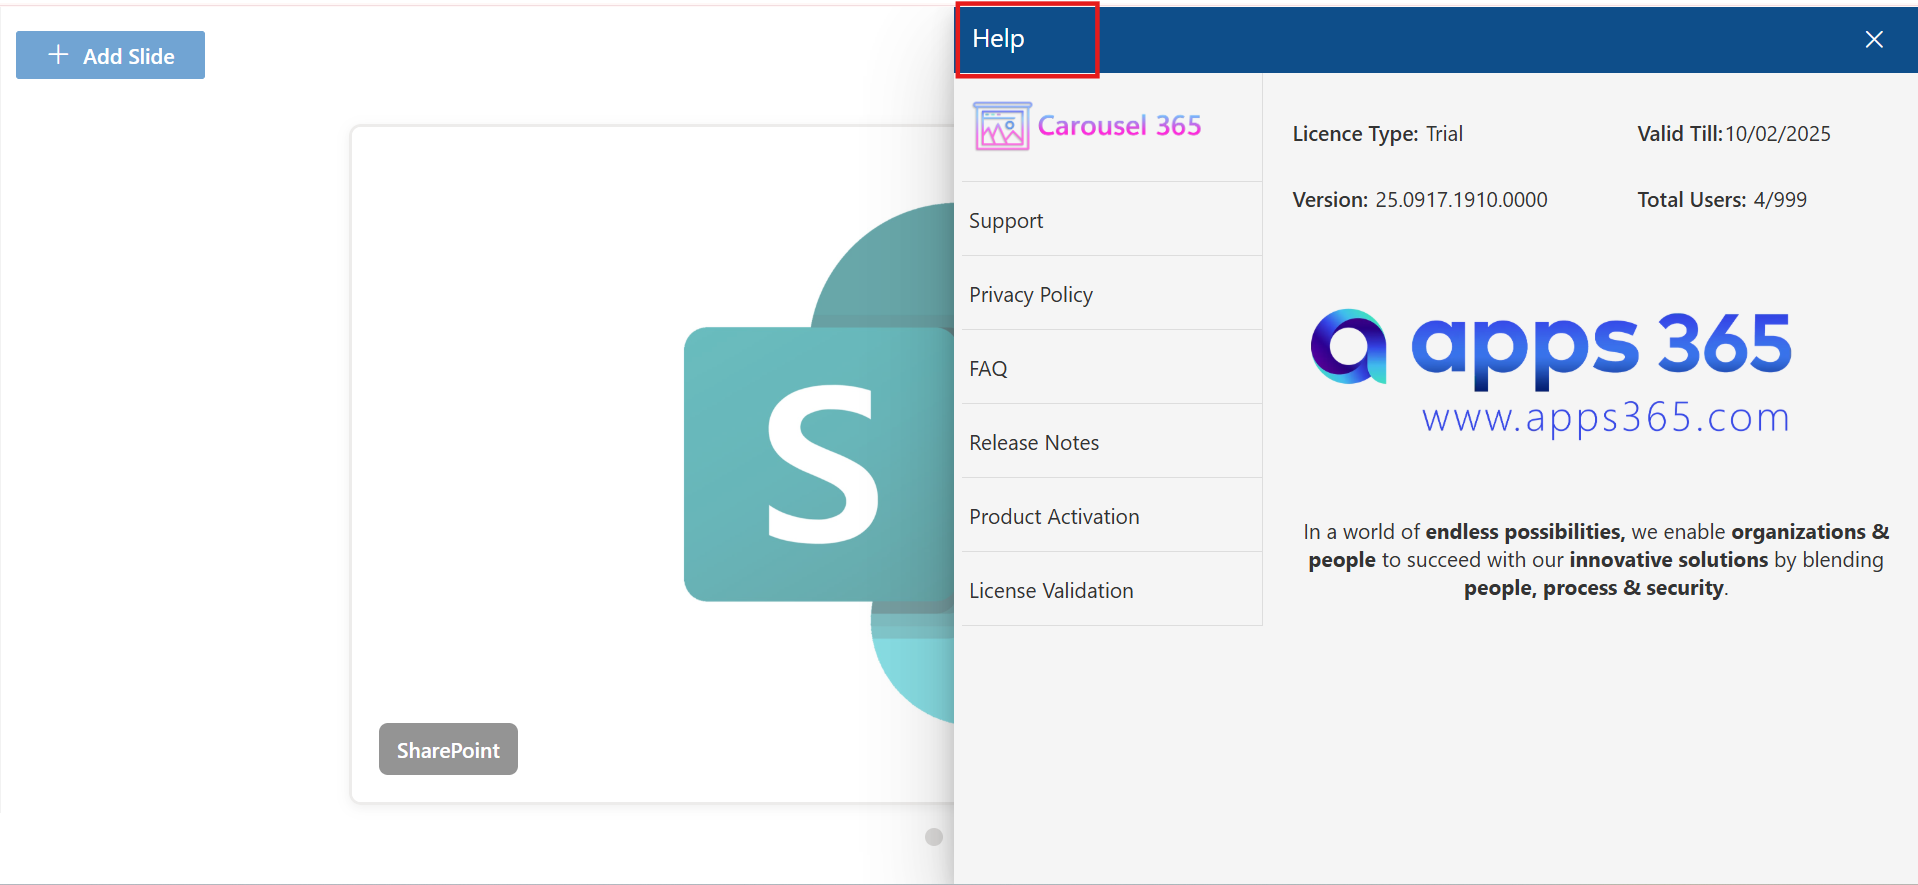 Add Slide
S
SharePoint
Help
Carousel 365
Support
Privacy Policy
FAQ
Release Notes
Product Activation
License Validation
Licence Type: Trial
Valid Till:10/02/2025
Version: 25.0917.1910.0000
Total Users: 4/999
apps 365
www.apps365.com
In a world of endless possibilities, we enable organizations &
people to succeed with our innovative solutions by blending
people, process & security.